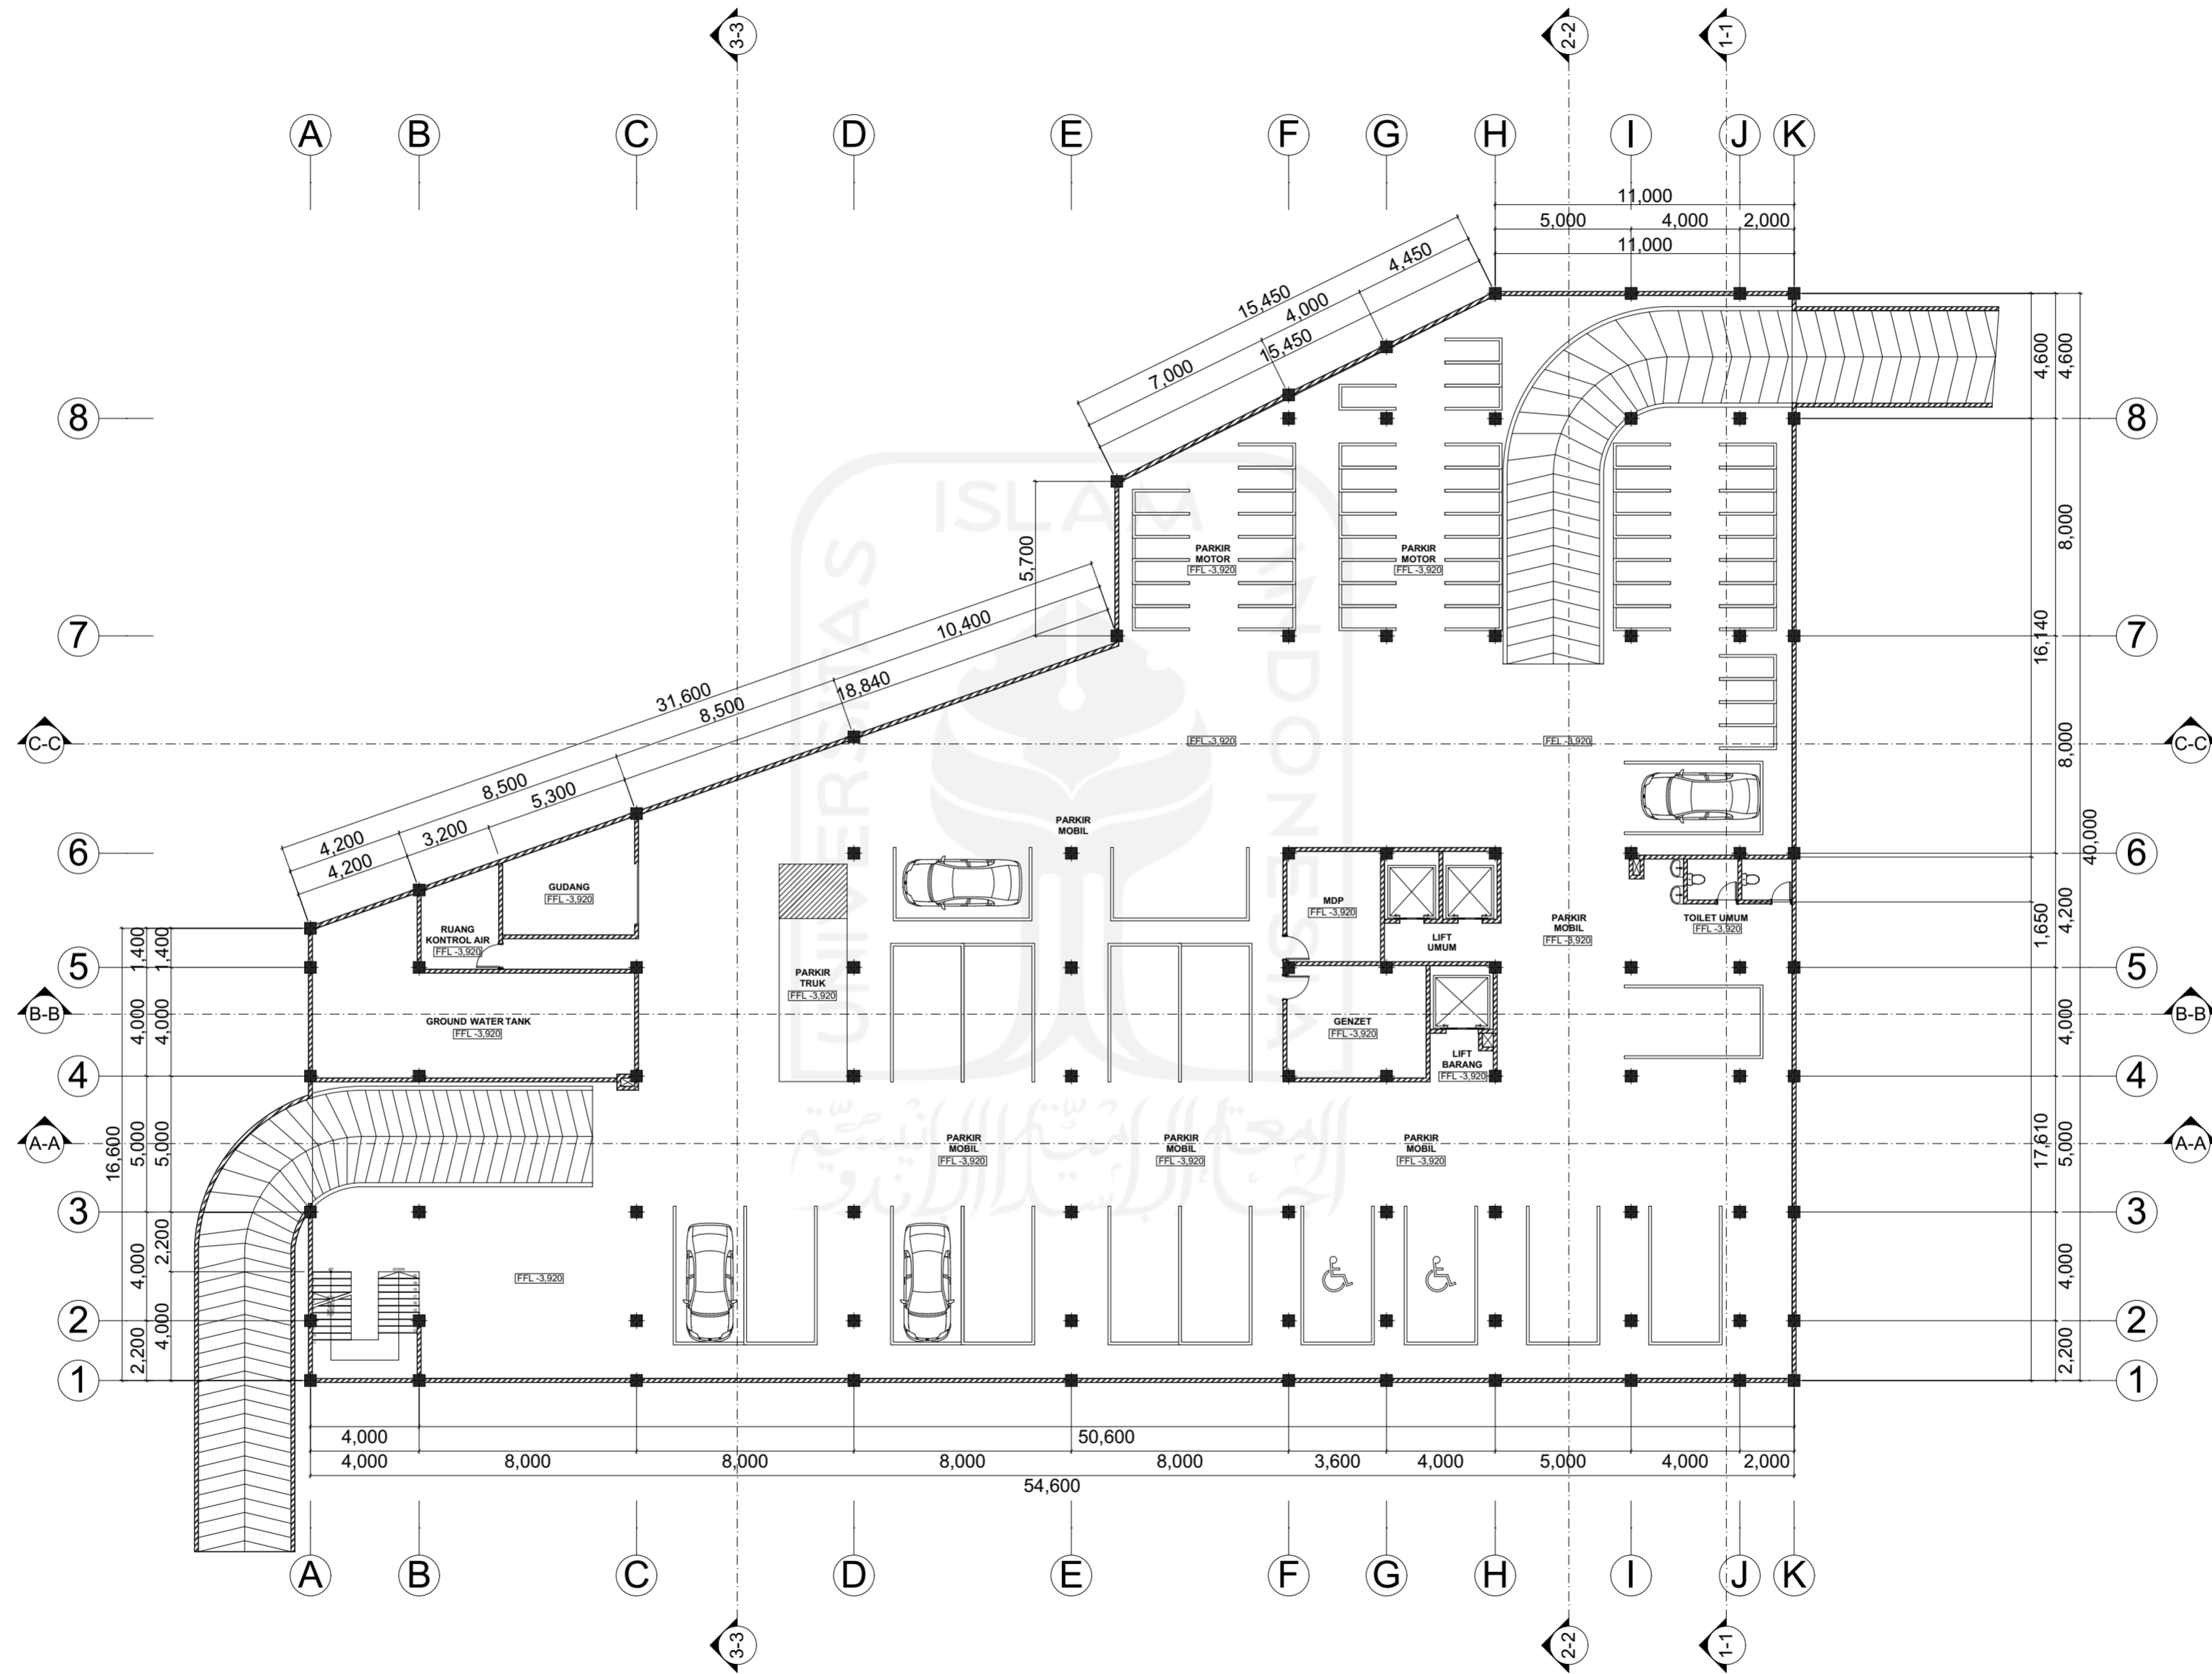 3-3
2-2
1-1
A B C D E F G H I J K
11,000
5,000 4,000 2,000
11,000
4,450
15,450
4,000
15,450
7,000
4,600 4,600
8 8
ISLAM
UNIVERSITAS
INDONESIA
PARKIR
MOTOR
FFL -3,920
PARKIR
MOTOR
FFL -3,920
5,700
8,000
10,400
7 7
16,140
18,840
31,600
8,500
C-C C-C
FFL -3,920
FFL -3,920
8,000
8,500
5,300
3,200
4,200
4,200
PARKIR
MOBIL
40,000
6 6
GUDANG
FFL -3,920
MDP
FFL -3,920
PARKIR
MOBIL
FFL -3,920
TOILET UMUM
FFL -3,920
4,200
1,650
RUANG
KONTROL AIR
FFL -3,920
LIFT
UMUM
1,400 1,400
5 5
PARKIR
TRUK
FFL -3,920
B-B B-B
GROUND WATER TANK
FFL -3,920
GENZET
FFL -3,920
4,000 4,000
4,000
LIFT
BARANG
FFL -3,920
4 4
A-A A-A
PARKIR
MOBIL
FFL -3,920
PARKIR
MOBIL
FFL -3,920
PARKIR
MOBIL
FFL -3,920
16,600
5,000 5,000
17,610
5,000
3 3
2,200
4,000
4,000
FFL -3,920
2 2
4,000
2,200
2,200
1 1
4,000 50,600
4,000 8,000 8,000 8,000 8,000 3,600 4,000 5,000 4,000 2,000
54,600
A B C D E F G H I J K
3-3
2-2
1-1